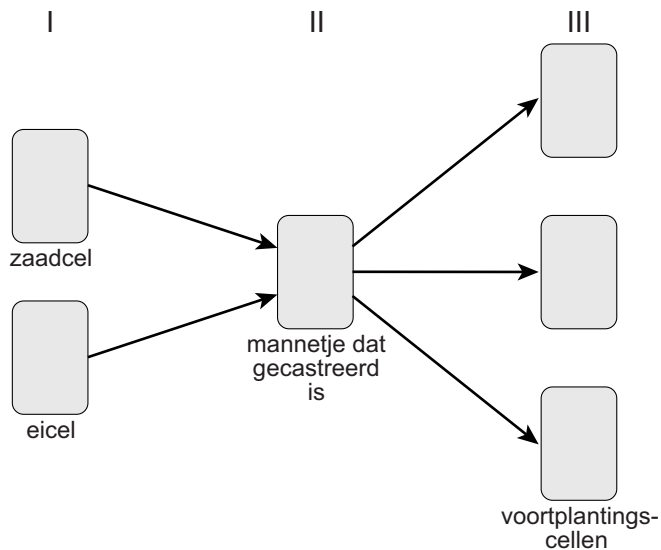 I
II
III
zaadcel
eicel
mannetje dat
gecastreerd
is
voortplantings-
cellen